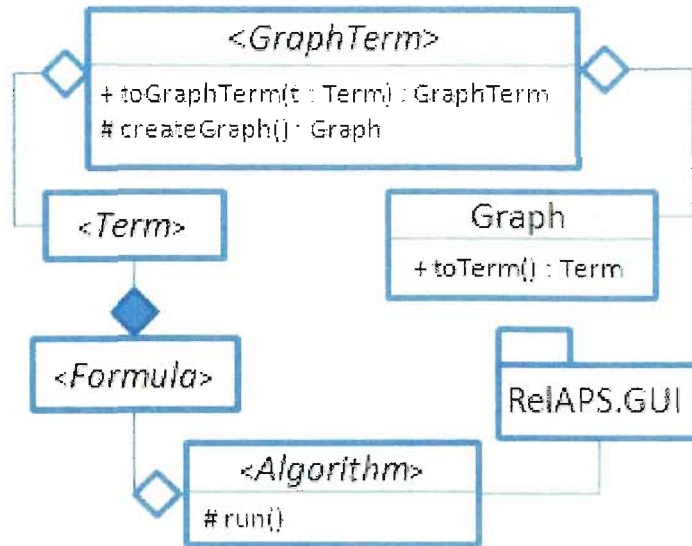 <GraphTerm>
+ toGraphTerm(t : Term) : GraphTerm
# createGraph() : Graph
<Term>
Graph
+ toTerm() : Term
<Formula>
RelAPS.GUI
<Algorithm>
# run()